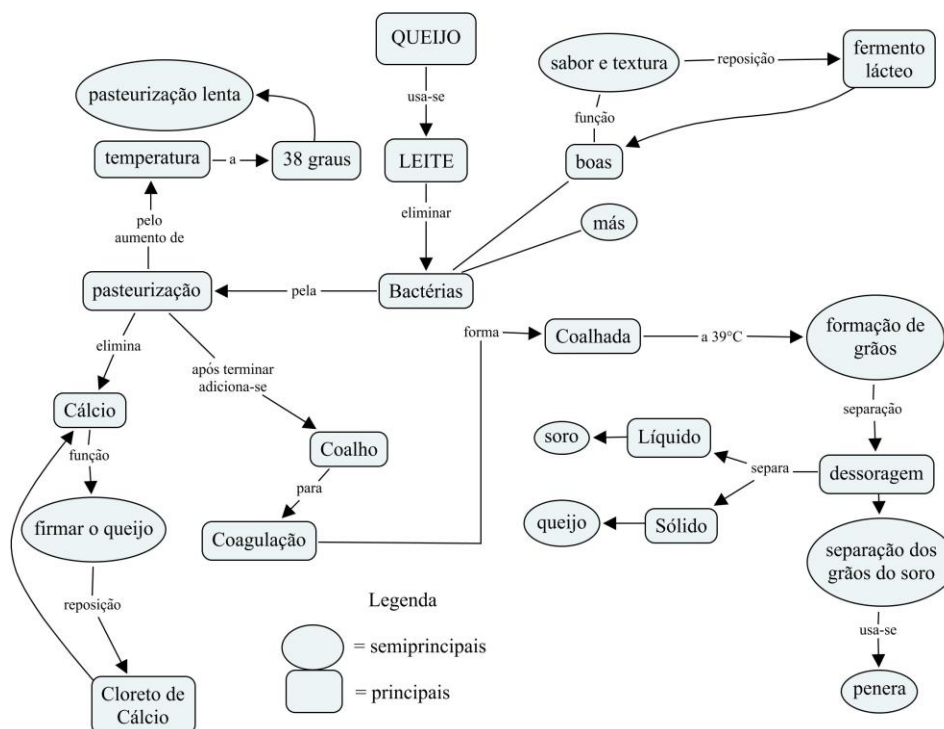 QUEIJO
usa-se
LEITE
eliminar
Bactérias
sabor e textura
reposição
fermento
lácteo
função
boas
más
pasteurização lenta
temperatura
a
38 graus
pelo
aumento de
pasteurização
pela
elimina
Cálcio
função
firmar o queijo
reposição
Cloreto de
Cálcio
após terminar
adiciona-se
Coalho
para
Coagulação
forma
Coalhada
a 39°C
formação de
grãos
separação
dessoragem
separa
Líquido
soro
Sólido
queijo
separação dos
grãos do soro
usa-se
penera
Legenda
= semiprincipais
= principais